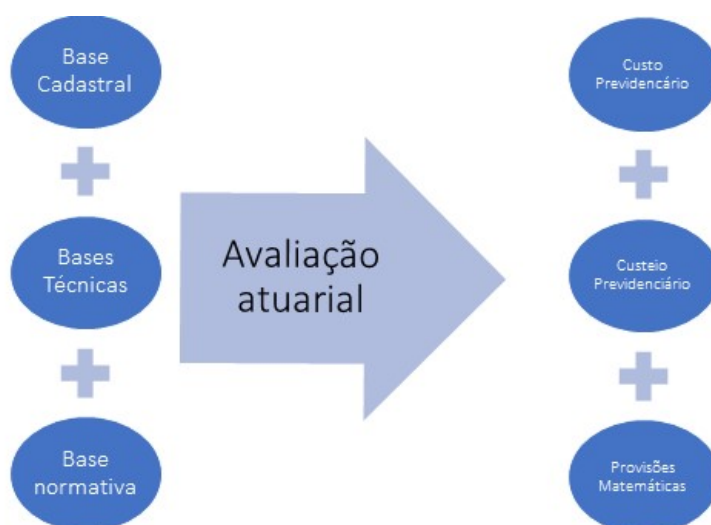 Base
Cadastral
Bases
Técnicas
Base
normativa
Avaliação
atuarial
Custo
Previdencário
Custeio
Previdenciário
Provisões
Matemáticas